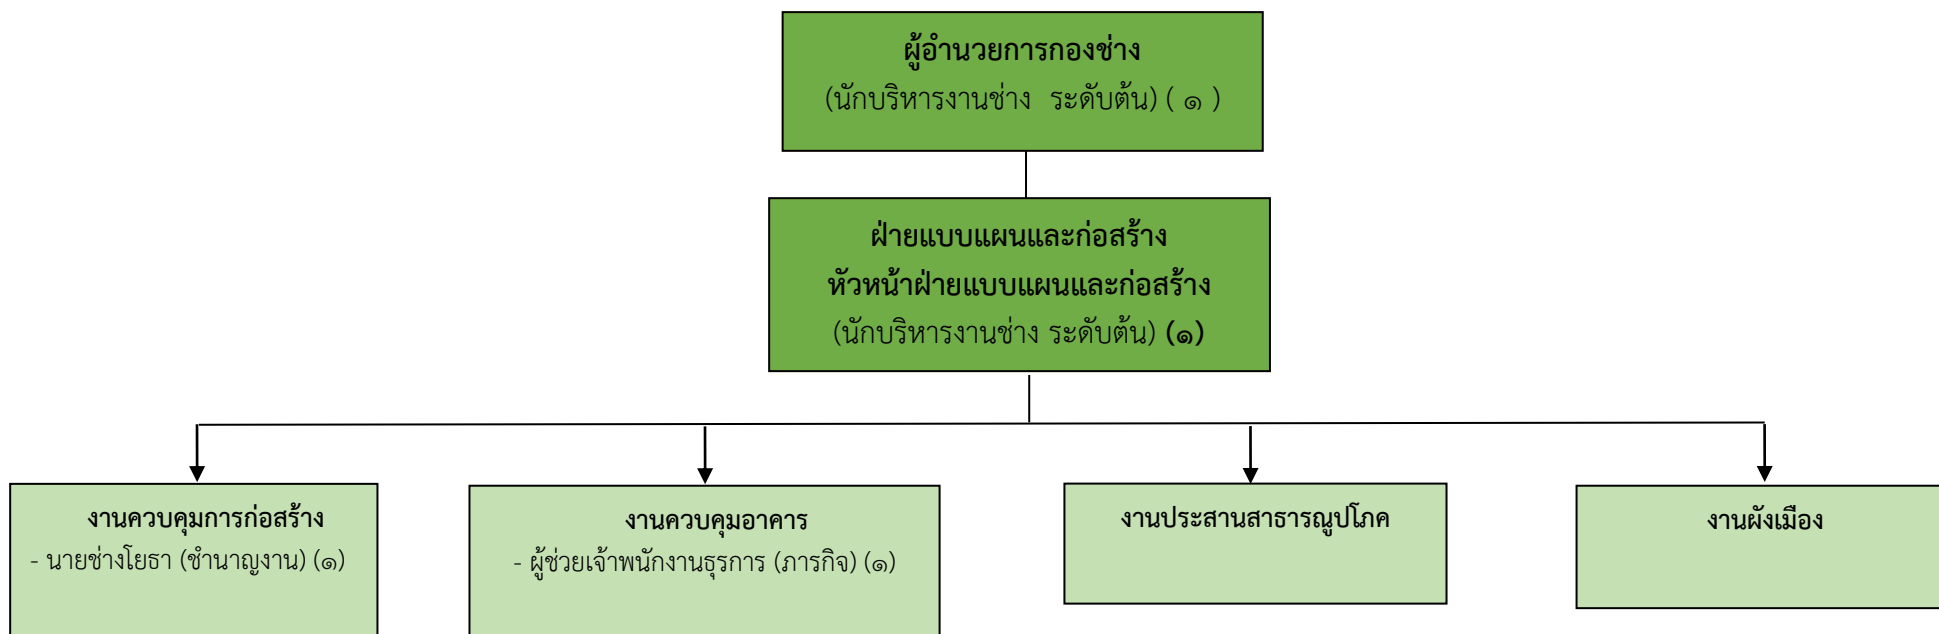 ผู้อำนวยการกองช่าง
(นักบริหารงานช่าง ระดับต้น) ( ๑ )
ฝ่ายแบบแผนและก่อสร้าง
หัวหน้าฝ่ายแบบแผนและก่อสร้าง
(นักบริหารงานช่าง ระดับต้น) (๑)
งานควบคุมการก่อสร้าง
- นายช่างโยธา (ชำนาญงาน) (๑)
งานควบคุมอาคาร
- ผู้ช่วยเจ้าพนักงานธุรการ (ภารกิจ) (๑)
งานประสานสาธารณูปโภค
งานผังเมือง